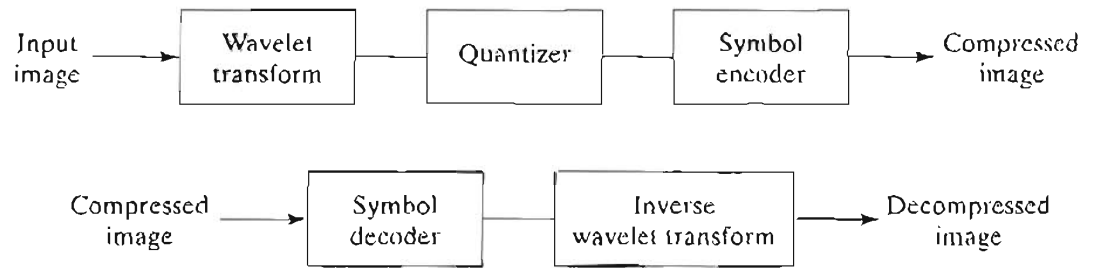 Input
image
Wavelet
transform
Quantizer
Symbol
encoder
Compressed
image
Compressed
image
Symbol
decoder
Inverse
wavelet transform
Decompressed
image